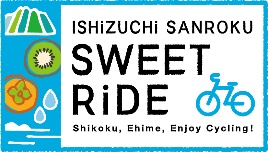 ISHiZUCHi SANROKU
SWEET
RiDE
Shikoku, Ehime, Enjoy Cycling!